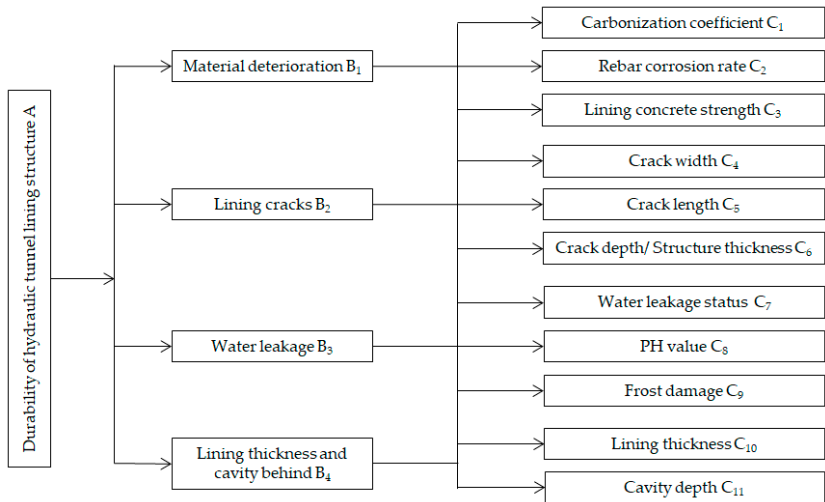 Durability of hydraulic tunnel lining structure A
Material deterioration B₁
Lining cracks B₂
Water leakage B₃
Lining thickness and
cavity behind B₄
Carbonization coefficient C₁
Rebar corrosion rate C₂
Lining concrete strength C₃
Crack width C₄
Crack length C₅
Crack depth/ Structure thickness C₆
Water leakage status C₇
PH value C₈
Frost damage C₉
Lining thickness C₁₀
Cavity depth C₁₁